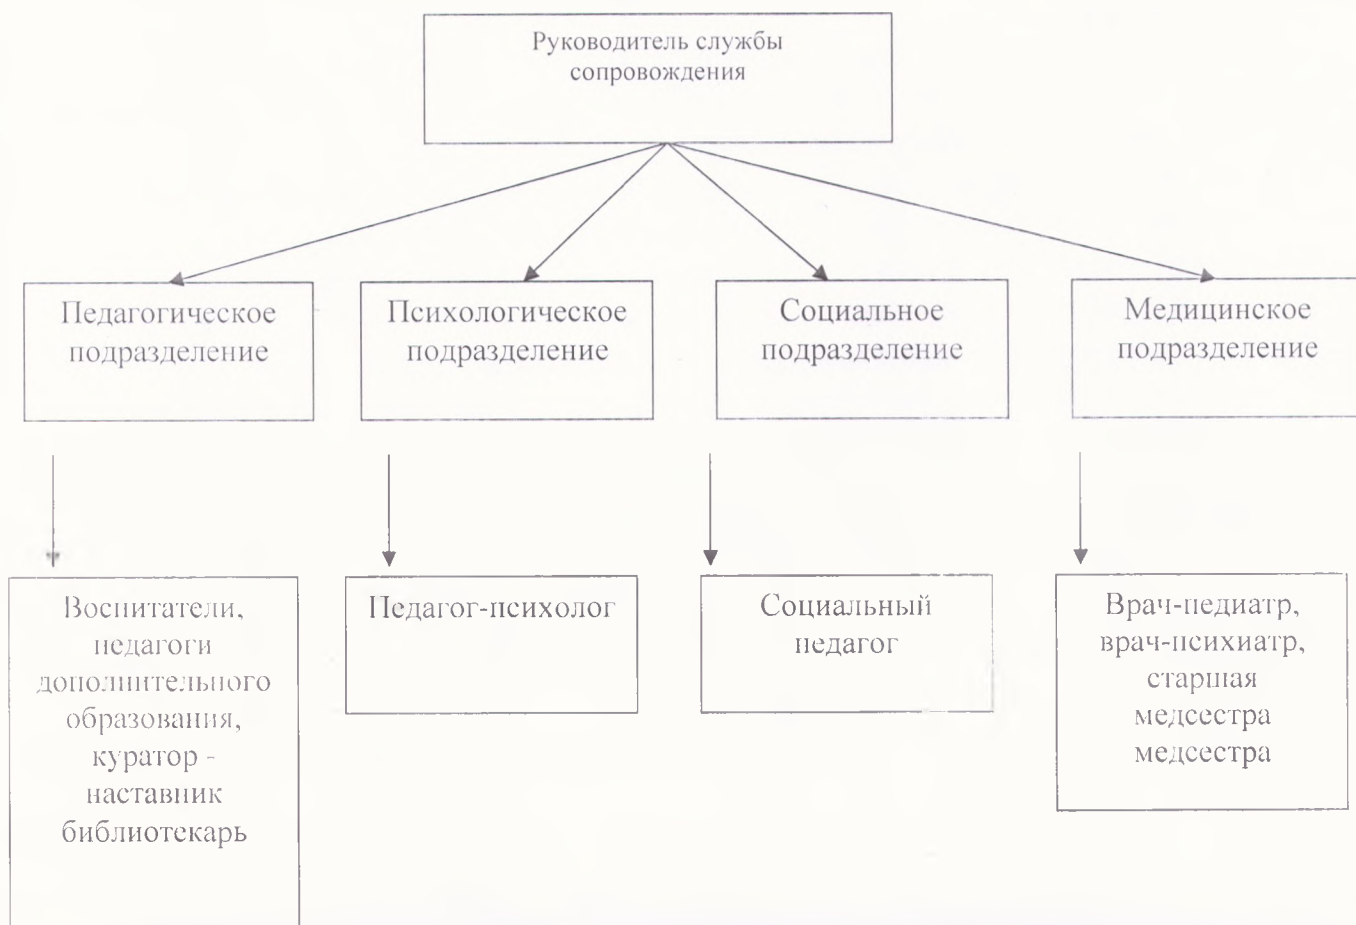 Руководитель службы
сопровождения
Педагогическое
подразделение
Психологическое
подразделение
Социальное
подразделение
Медицинское
подразделение
Воспитатели,
педагоги
дополнительного
образования,
куратор -
наставник
библиотекарь
Педагог-психолог
Социальный
педагог
Врач-педиатр,
врач-психиатр,
старшая
медсестра
медсестра